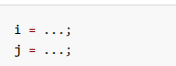 i = ...;
j = ...;